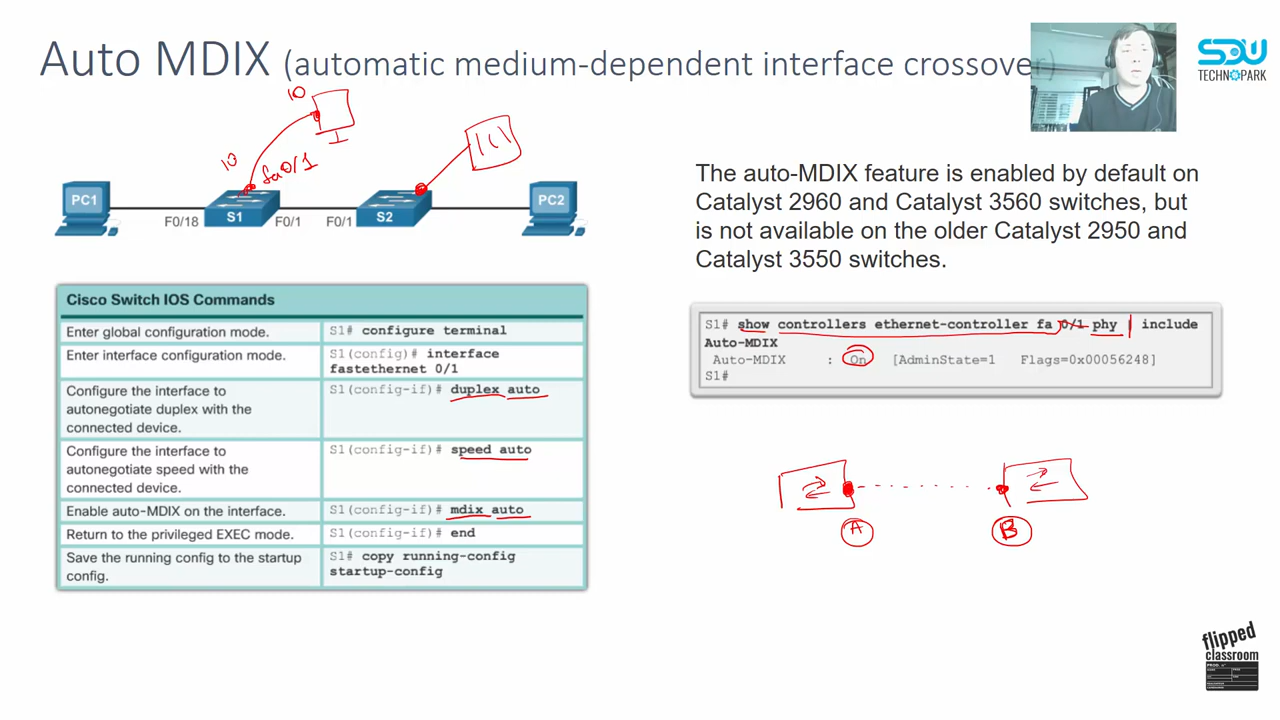 Auto MDIX (automatic medium-dependent interface crossover)
SDU
TECHNOPARK
10
10
fa0/1
PC1
F0/18
S1
F0/1
F0/1
S2
PC2
The auto-MDIX feature is enabled by default on
Catalyst 2960 and Catalyst 3560 switches, but
is not available on the older Catalyst 2950 and
Catalyst 3550 switches.
Cisco Switch IOS Commands
Enter global configuration mode.
S1# configure terminal
Enter interface configuration mode.
S1(config)# interface
fastethernet 0/1
Configure the interface to
autonegotiate duplex with the
connected device.
S1(config-if)# duplex auto
Configure the interface to
autonegotiate speed with the
connected device.
S1(config-if)# speed auto
Enable auto-MDIX on the interface.
S1(config-if)# mdix auto
Return to the privileged EXEC mode.
S1(config-if)# end
Save the running config to the startup
config.
S1# copy running-config
startup-config
S1# show controllers ethernet-controller fa 0/1 phy | include
Auto-MDIX
Auto-MDIX : On [AdminState=1 Flags=0x00056248]
S1#
A
B
flipped
classroom